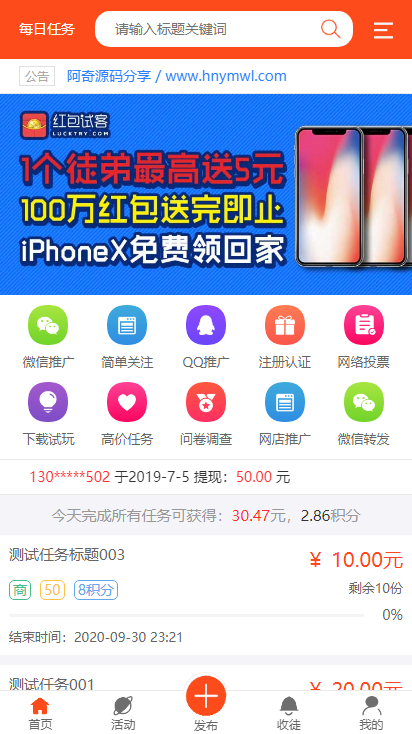 每日任务
请输入标题关键词
公告 阿奇源码分享 / www.hnymwl.com
红包试客
LUCKTRY.COM
1个徒弟最高送5元
100万红包送完即止
iPhoneX免费领回家
微信推广 简单关注 QQ推广 注册认证 网络投票
下载试玩 高价任务 问卷调查 网店推广 微信转发
130*****502 于2019-7-5 提现：50.00 元
今天完成所有任务可获得：30.47元，2.86积分
测试任务标题003 ¥ 10.00元
商 50 8积分 剩余10份
0%
结束时间：2020-09-30 23:21
测试任务001 ¥ 20.00元
首页 活动 发布 收徒 我的